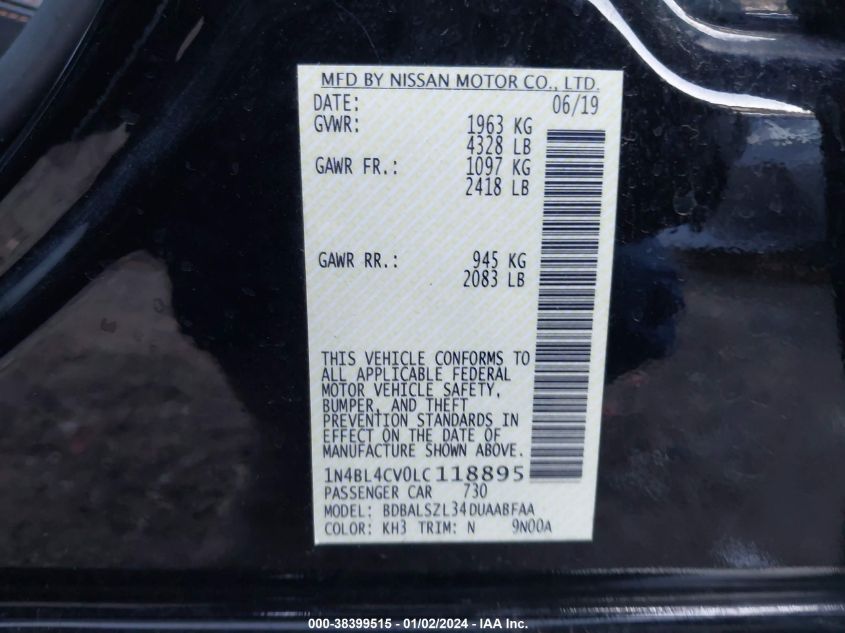 MFD BY NISSAN MOTOR CO., LTD.
DATE: 06/19
GVWR: 1963 KG
4328 LB
GAWR FR.: 1097 KG
2418 LB
GAWR RR.: 945 KG
2083 LB
THIS VEHICLE CONFORMS TO
ALL APPLICABLE FEDERAL
MOTOR VEHICLE SAFETY,
BUMPER, AND THEFT
PREVENTION STANDARDS IN
EFFECT ON THE DATE OF
MANUFACTURE SHOWN ABOVE.
1N4BL4CV0LC118895
PASSENGER CAR 730
MODEL: BDBALSZL34DUAABFAA
COLOR: KH3 TRIM: N 9N00A
000-38399515 - 01/02/2024 - IAA Inc.